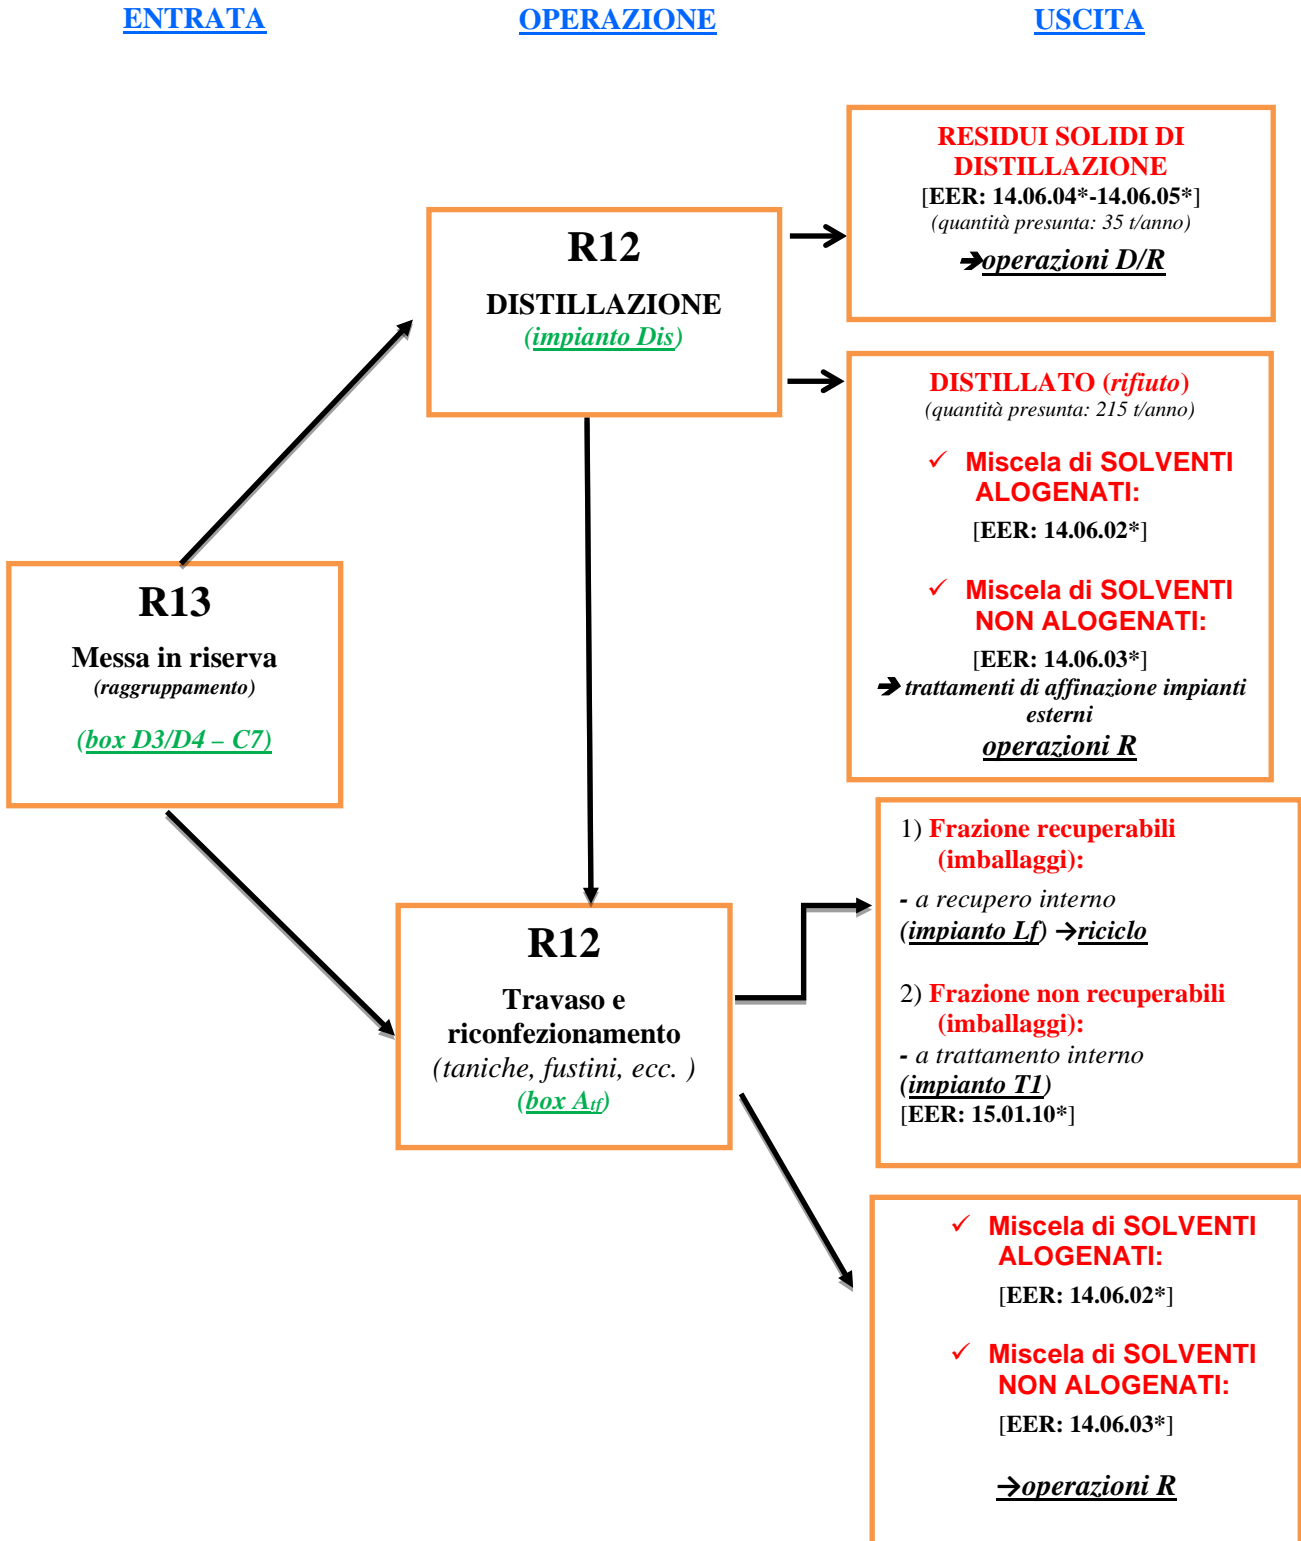 ENTRATA
OPERAZIONE
USCITA
RESIDUI SOLIDI DI
DISTILLAZIONE
[EER: 14.06.04*-14.06.05*]
(quantità presunta: 35 t/anno)
➔operazioni D/R
R12
DISTILLAZIONE
(impianto Dis)
DISTILLATO (rifiuto)
(quantità presunta: 215 t/anno)
✓ Miscela di SOLVENTI
ALOGENATI:
[EER: 14.06.02*]
✓ Miscela di SOLVENTI
NON ALOGENATI:
[EER: 14.06.03*]
➔ trattamenti di affinazione impianti
esterni
operazioni R
R13
Messa in riserva
(raggruppamento)
(box D3/D4 – C7)
R12
Travaso e
riconfezionamento
(taniche, fustini, ecc. )
(box Atf)
1) Frazione recuperabili
(imballaggi):
- a recupero interno
(impianto Lf) →riciclo
2) Frazione non recuperabili
(imballaggi):
- a trattamento interno
(impianto T1)
[EER: 15.01.10*]
✓ Miscela di SOLVENTI
ALOGENATI:
[EER: 14.06.02*]
✓ Miscela di SOLVENTI
NON ALOGENATI:
[EER: 14.06.03*]
→operazioni R